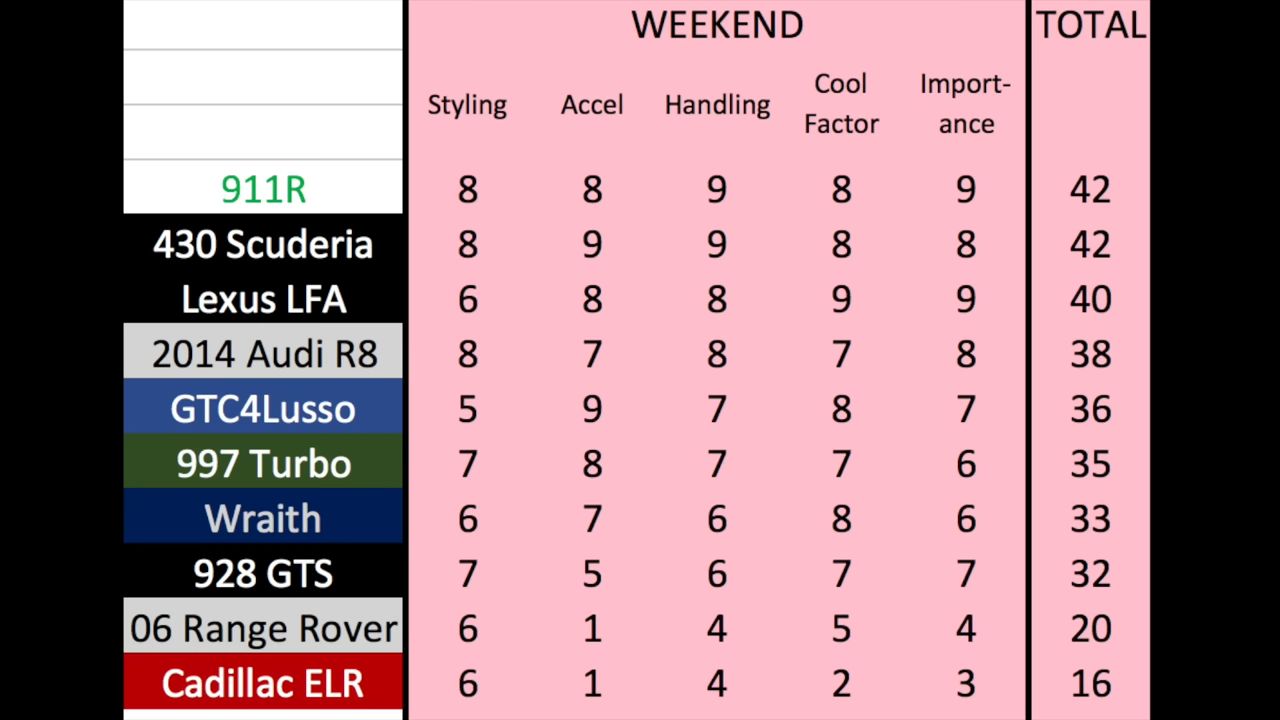 WEEKEND TOTAL
Styling Accel Handling Cool Factor Import-ance
911R 8 8 9 8 9 42
430 Scuderia 8 9 9 8 8 42
Lexus LFA 6 8 8 9 9 40
2014 Audi R8 8 7 8 7 8 38
GTC4Lusso 5 9 7 8 7 36
997 Turbo 7 8 7 7 6 35
Wraith 6 7 6 8 6 33
928 GTS 7 5 6 7 7 32
06 Range Rover 6 1 4 5 4 20
Cadillac ELR 6 1 4 2 3 16